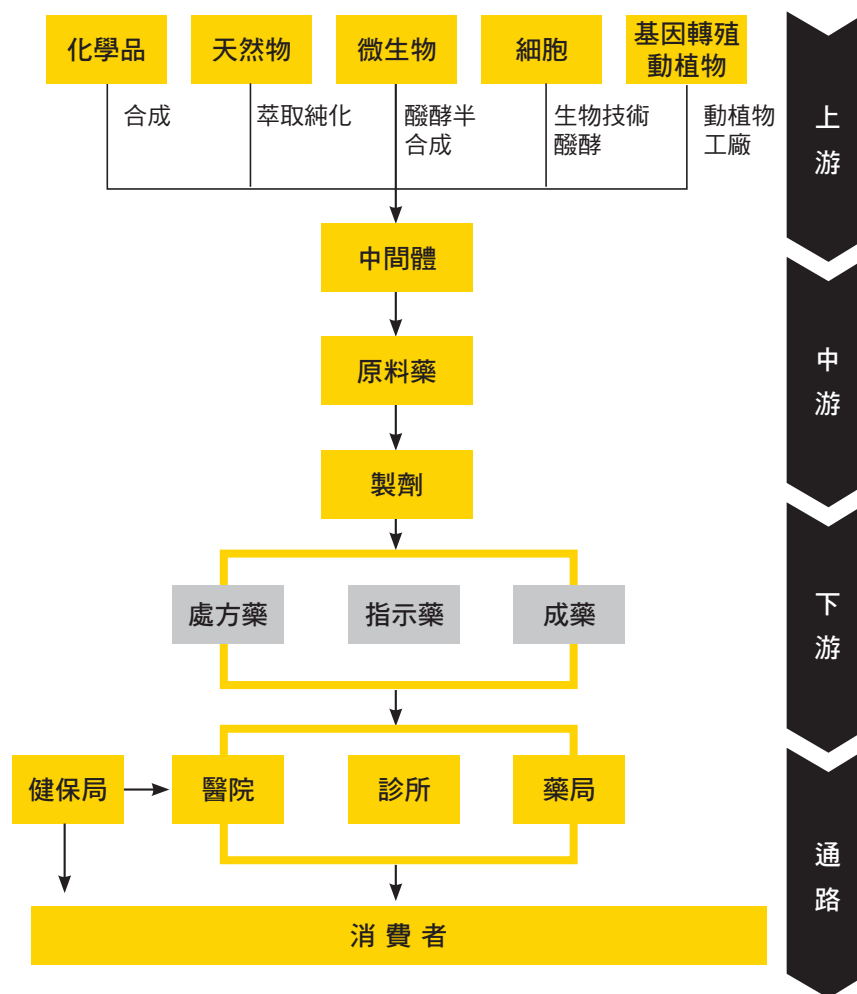 化學品
天然物
微生物
細胞
基因轉殖
動植物
合成
萃取純化
醱酵半
合成
生物技術
醱酵
動植物
工廠
上游
中間體
原料藥
中游
製劑
處方藥
指示藥
成藥
下游
健保局
醫院
診所
藥局
通路
消費者